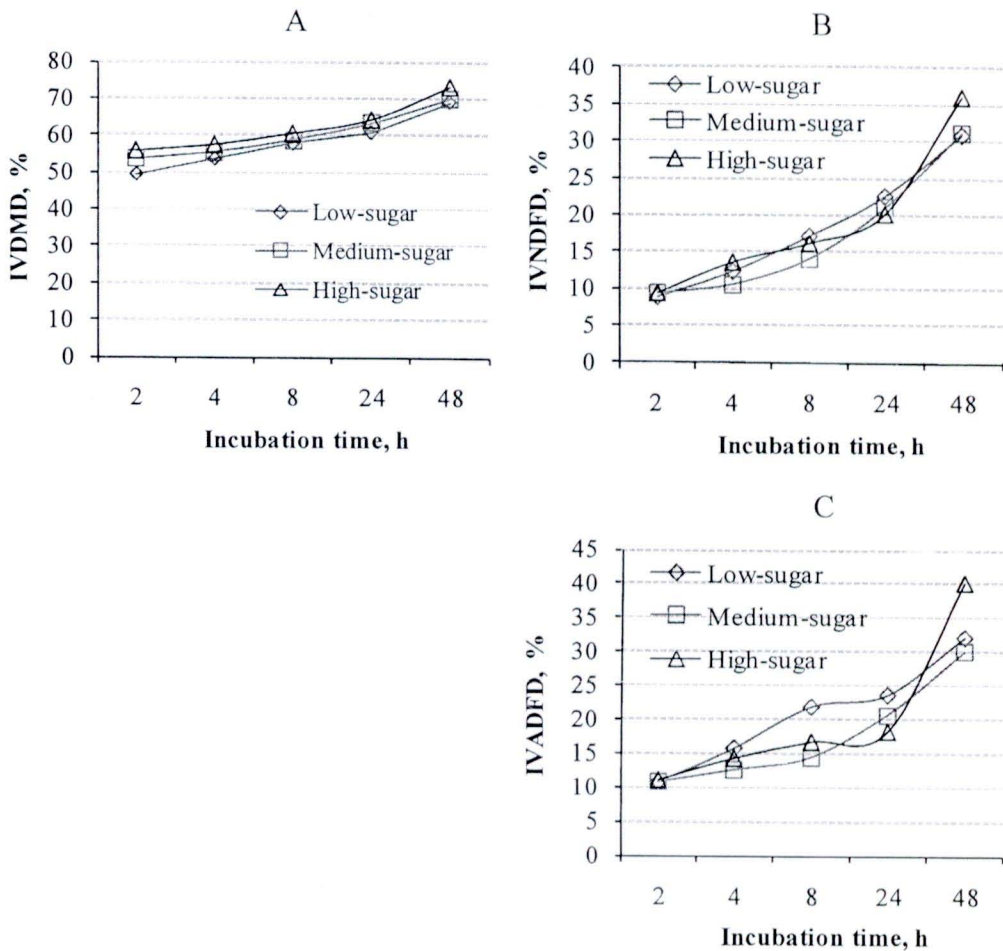 A
IVDMD, %
80
70
60
50
40
30
20
10
0
Low-sugar
Medium-sugar
High-sugar
2 4 8 24 48
Incubation time, h
B
IVNDFD, %
40
35
30
25
20
15
10
5
0
Low-sugar
Medium-sugar
High-sugar
2 4 8 24 48
Incubation time, h
C
IVADFD, %
45
40
35
30
25
20
15
10
5
0
Low-sugar
Medium-sugar
High-sugar
2 4 8 24 48
Incubation time, h